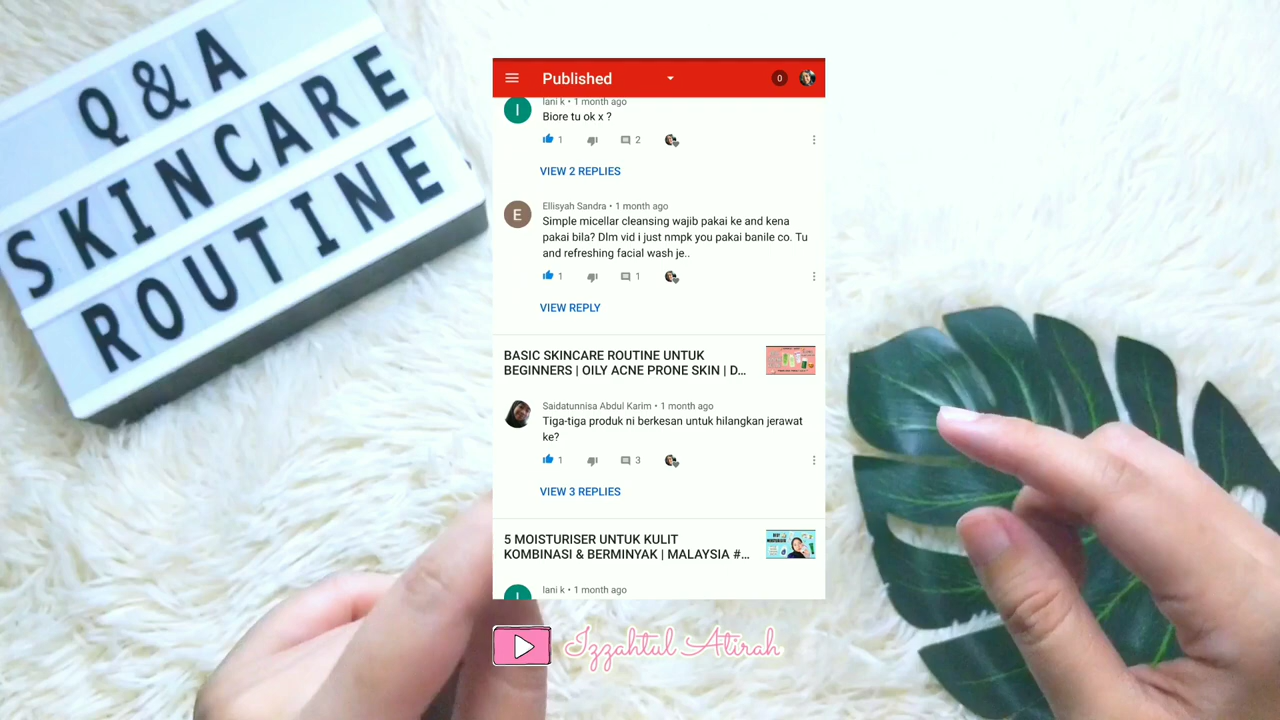 Q&A
SKINCARE
ROUTINE
Published
0
Iani k • 1 month ago
I
Biore tu ok x ?
1
2
VIEW 2 REPLIES
Ellisyah Sandra • 1 month ago
E
Simple micellar cleansing wajib pakai ke and kena
pakai bila? Dlm vid i just nmpk you pakai banile co. Tu
and refreshing facial wash je..
1
1
VIEW REPLY
BASIC SKINCARE ROUTINE UNTUK
BEGINNERS | OILY ACNE PRONE SKIN | D...
Saidatunnisa Abdul Karim • 1 month ago
Tiga-tiga produk ni berkesan untuk hilangkan jerawat
ke?
1
3
VIEW 3 REPLIES
5 MOISTURISER UNTUK KULIT
KOMBINASI & BERMINYAK | MALAYSIA #...
Iani k • 1 month ago
Izzahtul Atirah